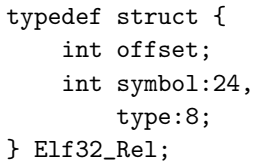 typedef struct {
    int offset;
    int symbol:24,
        type:8;
} Elf32_Rel;